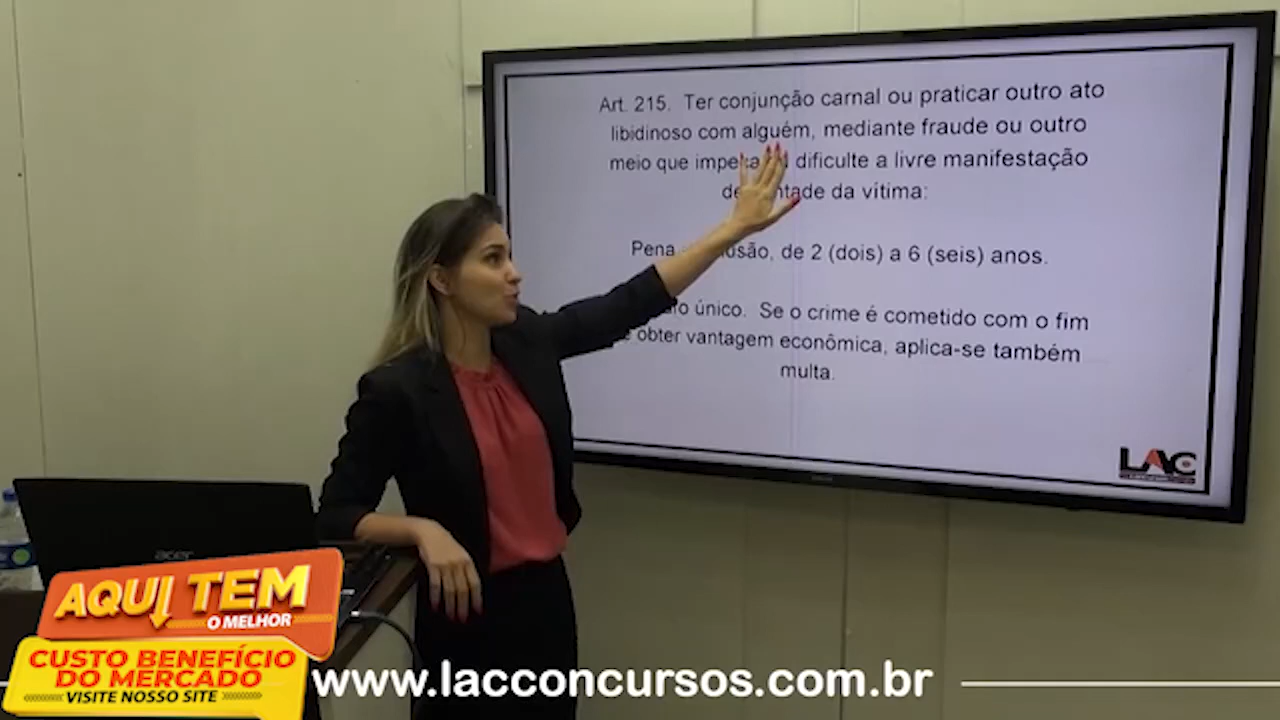 Art. 215. Ter conjunção carnal ou praticar outro ato
libidinoso com alguém, mediante fraude ou outro
meio que dificulte a livre manifestação
da vítima:
Pena de 2 (dois) a 6 (seis) anos.
único. Se o crime é cometido com o fim
obter vantagem econômica, aplica-se também
multa.
LAC
acer
AQUI TEM
O MELHOR
CUSTO BENEFÍCIO
DO MERCADO
VISITE NOSSO SITE
www.lacconcursos.com.br